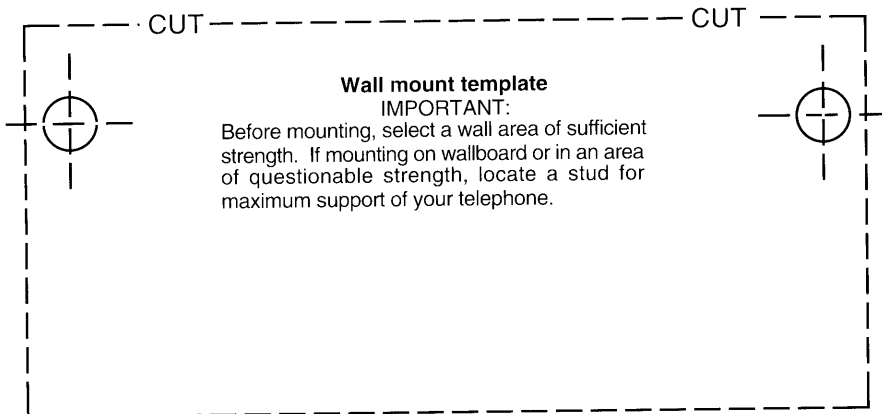 CUT CUT
Wall mount template
IMPORTANT:
Before mounting, select a wall area of sufficient
strength. If mounting on wallboard or in an area
of questionable strength, locate a stud for
maximum support of your telephone.